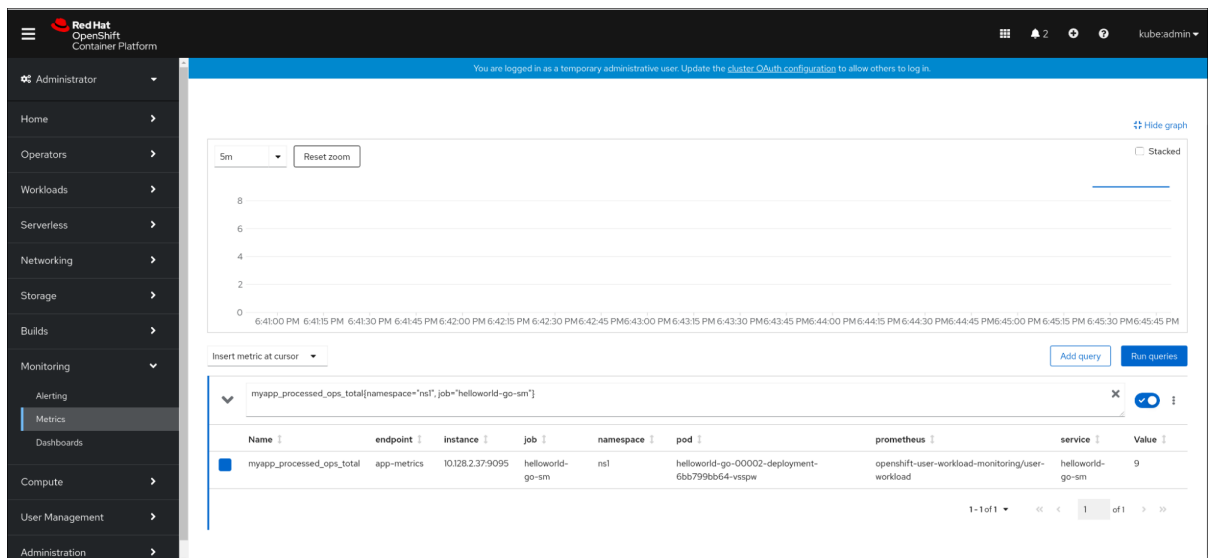 Red Hat
OpenShift
Container Platform
2
kube:admin
Administrator
You are logged in as a temporary administrative user. Update the cluster OAuth configuration to allow others to log in.
Home
Operators
Workloads
Serverless
Networking
Storage
Builds
Monitoring
Alerting
Metrics
Dashboards
Compute
User Management
Administration
Hide graph
5m
Reset zoom
Stacked
8
6
4
2
0
6:41:00 PM 6:41:15 PM 6:41:30 PM 6:41:45 PM 6:42:00 PM 6:42:15 PM 6:42:30 PM 6:42:45 PM 6:43:00 PM 6:43:15 PM 6:43:30 PM 6:43:45 PM 6:44:00 PM 6:44:15 PM 6:44:30 PM 6:44:45 PM 6:45:00 PM 6:45:15 PM 6:45:30 PM 6:45:45 PM
Insert metric at cursor
Add query
Run queries
myapp_processed_ops_total{namespace="ns1", job="helloworld-go-sm"}
Name endpoint instance job namespace pod prometheus service Value
myapp_processed_ops_total app-metrics 10.128.2.37:9095 helloworld- ns1 helloworld-go-00002-deployment- openshift-user-workload-monitoring/user- helloworld- 9
go-sm 6bb799bb64-vsspw workload go-sm
1-1 of 1
1 of 1